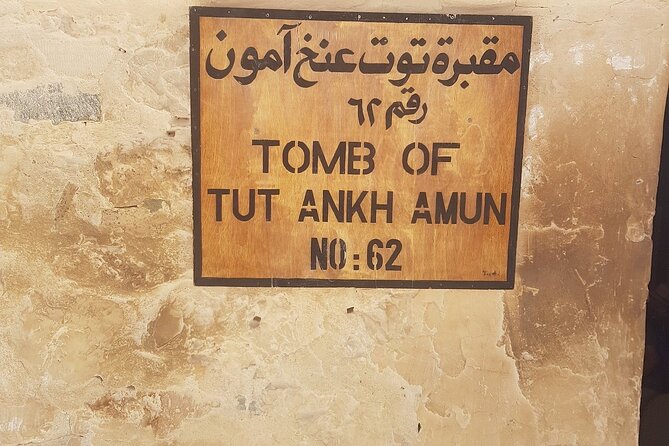 مقبرة توت عنخ آمون
رقم ٦٢
TOMB OF
TUT ANKH AMUN
NO: 62